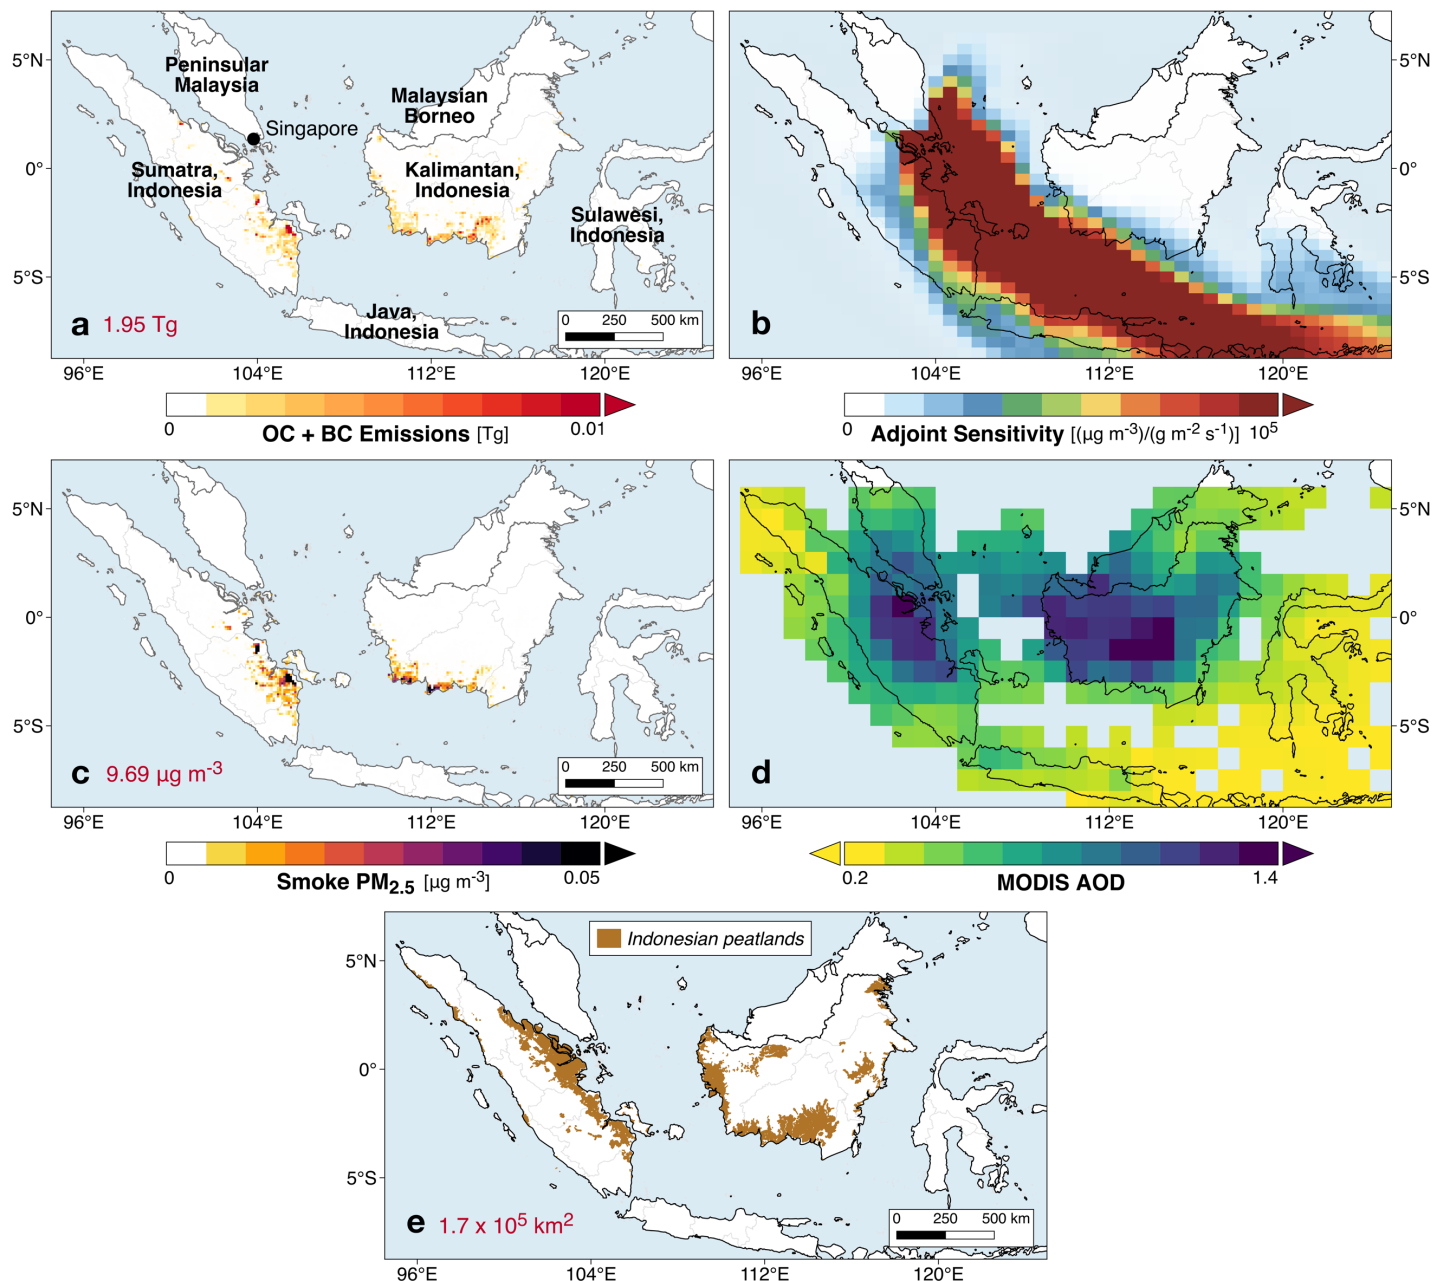 5°N
0°
5°S
Peninsular
Malaysia
Singapore
Malaysian
Borneo
Sumatra,
Indonesia
Kalimantan,
Indonesia
Sulawesi,
Indonesia
Java,
Indonesia
a 1.95 Tg
0 250 500 km
96°E 104°E 112°E 120°E
0 OC + BC Emissions [Tg] 0.01
5°N
0°
5°S
b
96°E 104°E 112°E 120°E
0 Adjoint Sensitivity [(µg m⁻³)/(g m⁻² s⁻¹)] 10⁵
5°N
0°
5°S
c 9.69 µg m⁻³
0 250 500 km
96°E 104°E 112°E 120°E
0 Smoke PM₂.₅ [µg m⁻³] 0.05
5°N
0°
5°S
d
96°E 104°E 112°E 120°E
0.2 MODIS AOD 1.4
Indonesian peatlands
5°N
0°
5°S
e 1.7 x 10⁵ km²
0 250 500 km
96°E 104°E 112°E 120°E